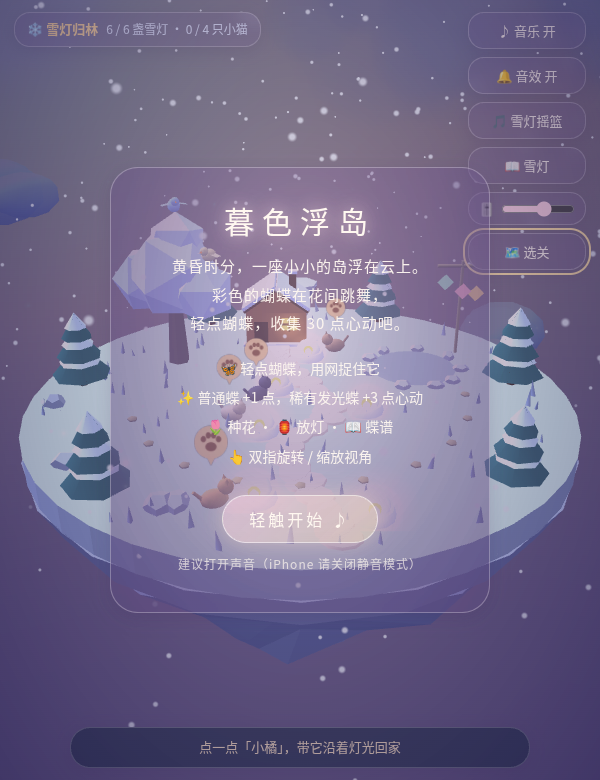 ❄️ 雪灯归林 6 / 6 盏雪灯 · 0 / 4 只小猫
♪ 音乐 开
🔔 音效 开
🎵 雪灯摇篮
📖 雪灯
🗺️ 选关
暮色浮岛
黄昏时分，一座小小的岛浮在云上。
彩色的蝴蝶在花间跳舞，
轻点蝴蝶，收集 30 点心动吧。
🦋 轻点蝴蝶，用网捉住它
✨ 普通蝶 +1 点，稀有发光蝶 +3 点心动
🌷 种花 · 🏮 放灯 · 📖 蝶谱
👆 双指旋转 / 缩放视角
轻触开始 ♪
建议打开声音（iPhone 请关闭静音模式）
点一点「小橘」，带它沿着灯光回家